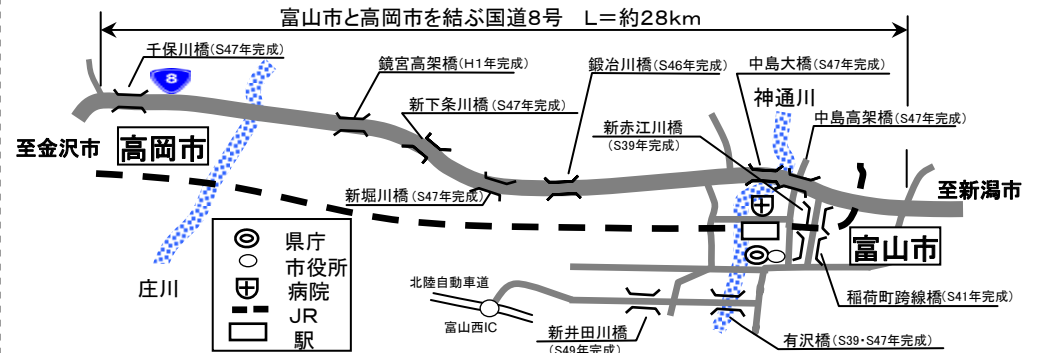 富山市と高岡市を結ぶ国道8号　L=約28km
千保川橋(S47年完成)
8
鏡宮高架橋(H1年完成)
鍛冶川橋(S46年完成)
中島大橋(S47年完成)
新下条川橋(S47年完成)
神通川
新赤江川橋
(S39年完成)
中島高架橋(S47年完成)
至金沢市
高岡市
新堀川橋(S47年完成)
至新潟市
富山市
県庁
市役所
病院
JR
駅
庄川
北陸自動車道
富山西IC
新井田川橋
(S49年完成)
稲荷町跨線橋(S41年完成)
有沢橋(S39・S47年完成)